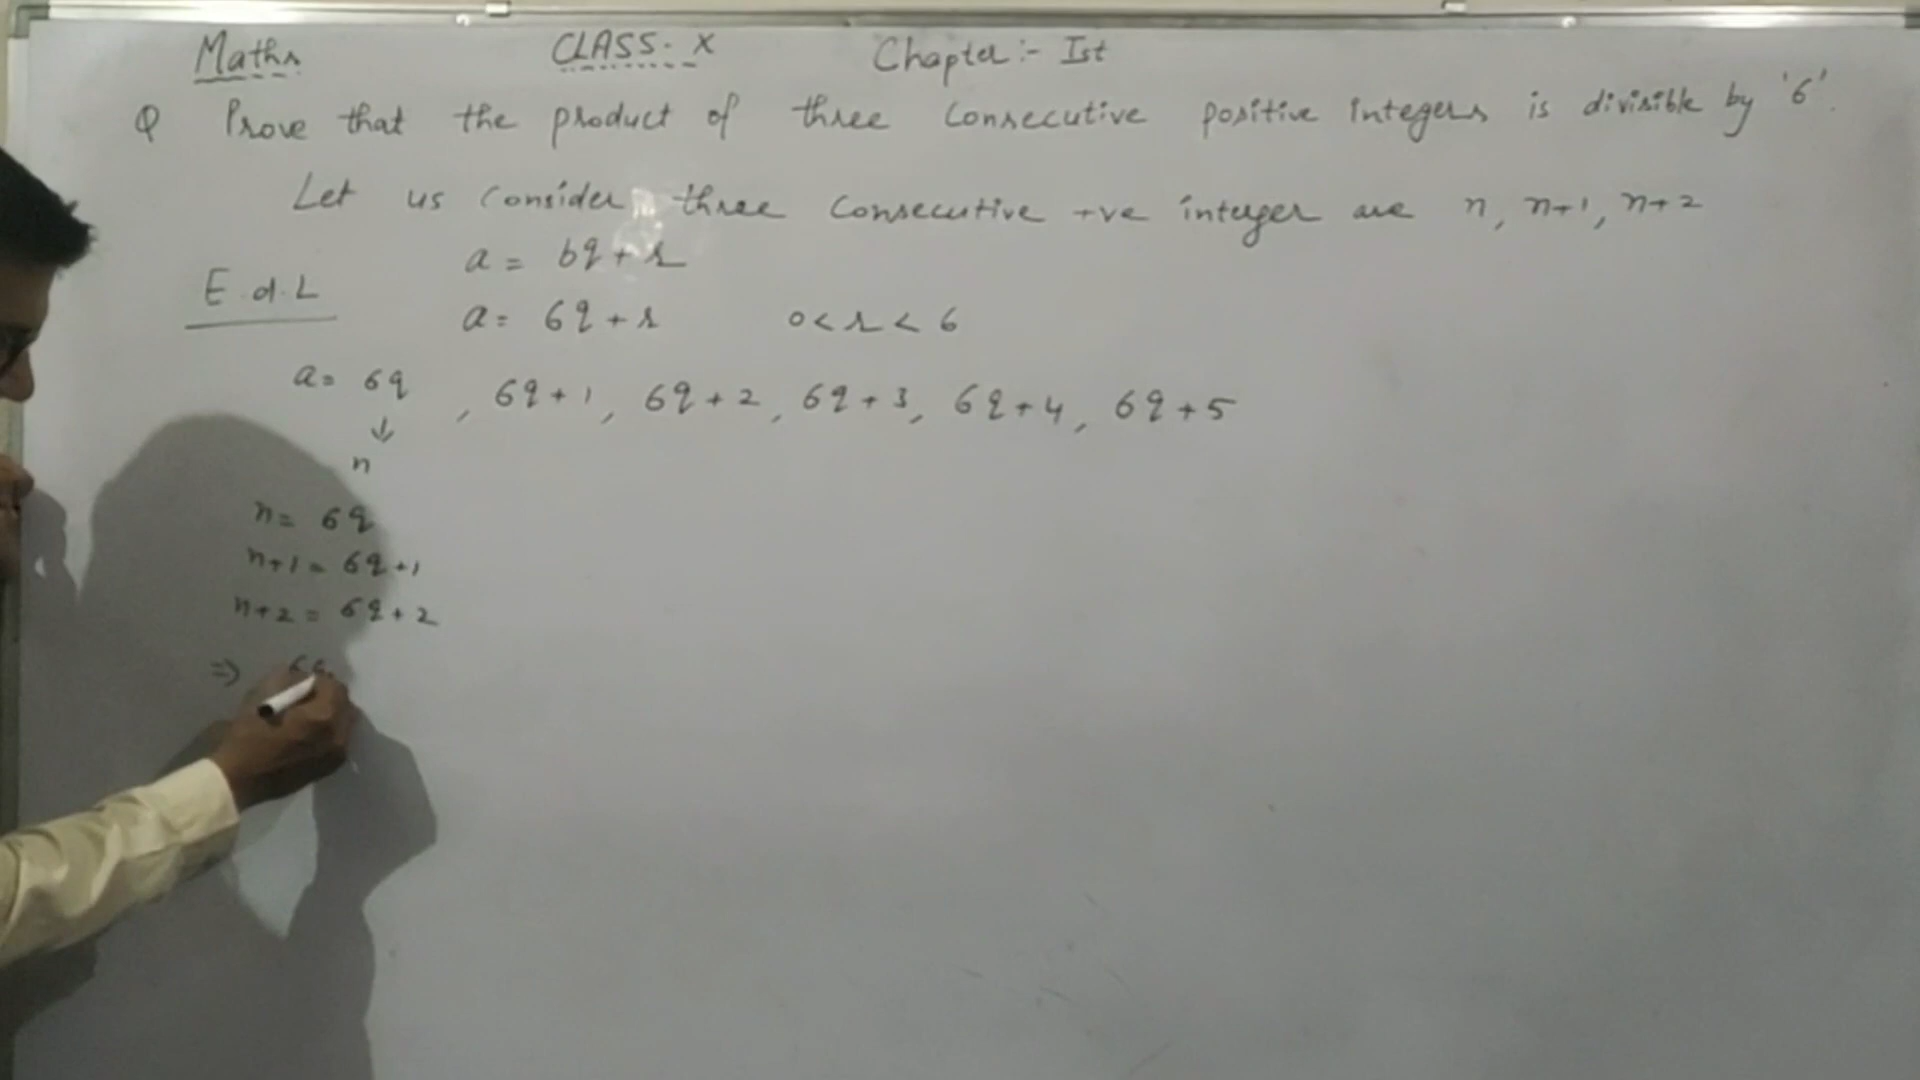 Maths CLASS- X Chapter :- Ist
Q Prove that the product of three consecutive positive integers is divisible by '6'.
Let us consider three consecutive +ve integer are n, n+1, n+2
a = bq + r
E.d.L
a = 6q + r 0 < r < 6
a = 6q , 6q + 1, 6q + 2, 6q + 3, 6q + 4, 6q + 5
↓
n
n = 6q
n+1 = 6q+1
n+2 = 6q+2
⇒ 6q